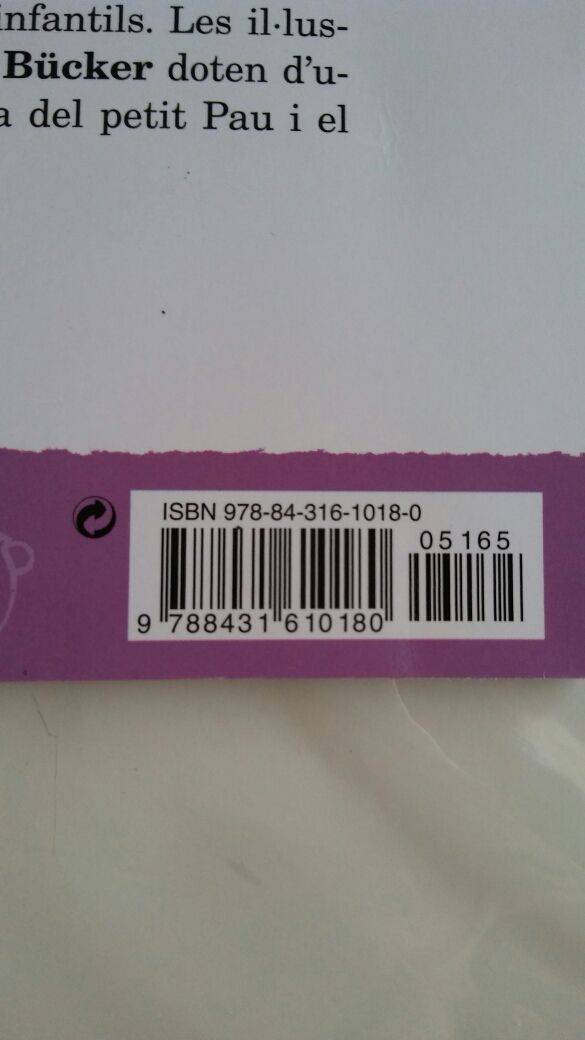 infantils. Les il·lus-
Bücker doten d'u-
a del petit Pau i el
ISBN 978-84-316-1018-0
05165
9 788431 610180